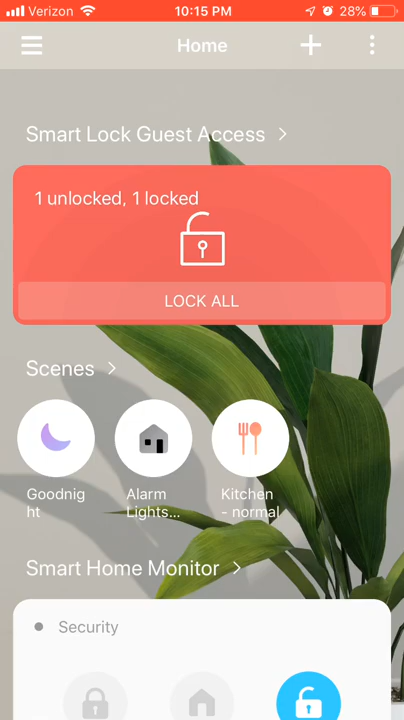 Verizon 10:15 PM 28%
Home
Smart Lock Guest Access
1 unlocked, 1 locked
LOCK ALL
Scenes
Goodnig
ht
Alarm
Lights...
Kitchen
- normal
Smart Home Monitor
Security